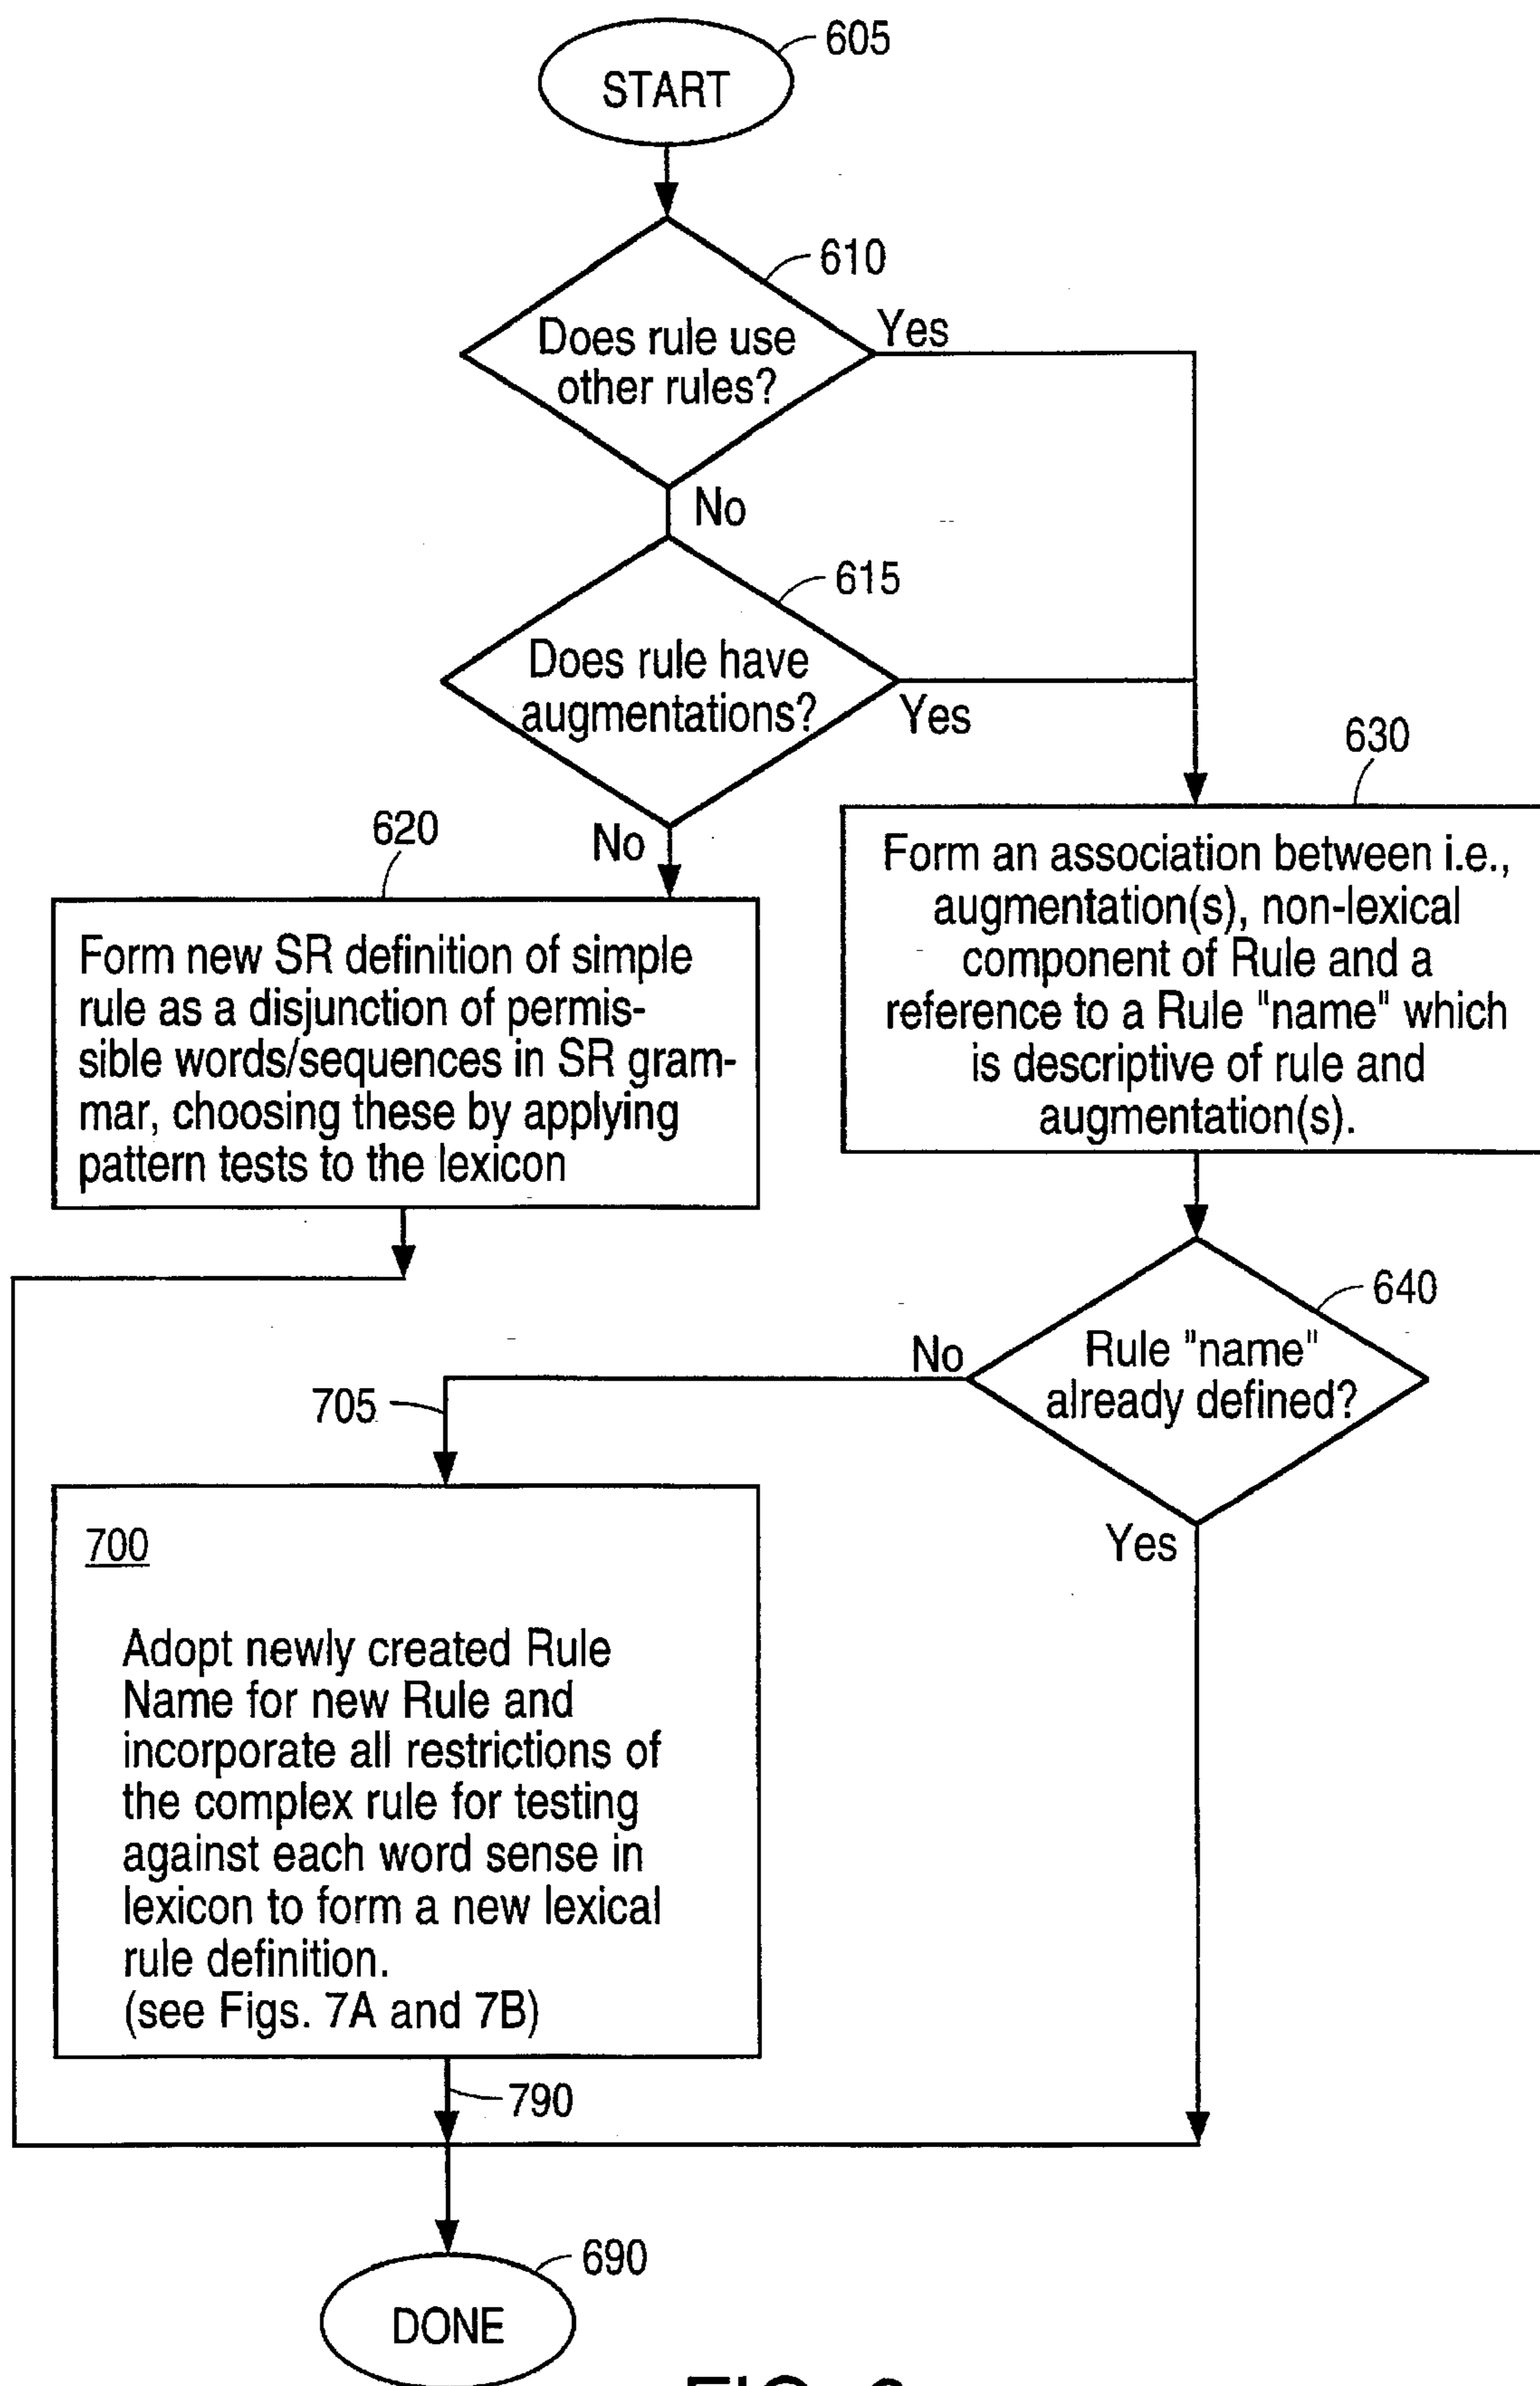 605
START
610
Does rule use
other rules?
Yes
No
615
Does rule have
augmentations?
Yes
No
620
Form new SR definition of simple
rule as a disjunction of permis-
sible words/sequences in SR gram-
mar, choosing these by applying
pattern tests to the lexicon
630
Form an association between i.e.,
augmentation(s), non-lexical
component of Rule and a
reference to a Rule "name" which
is descriptive of rule and
augmentation(s).
640
Rule "name"
already defined?
No
Yes
705
700
Adopt newly created Rule
Name for new Rule and
incorporate all restrictions of
the complex rule for testing
against each word sense in
lexicon to form a new lexical
rule definition.
(see Figs. 7A and 7B)
790
690
DONE